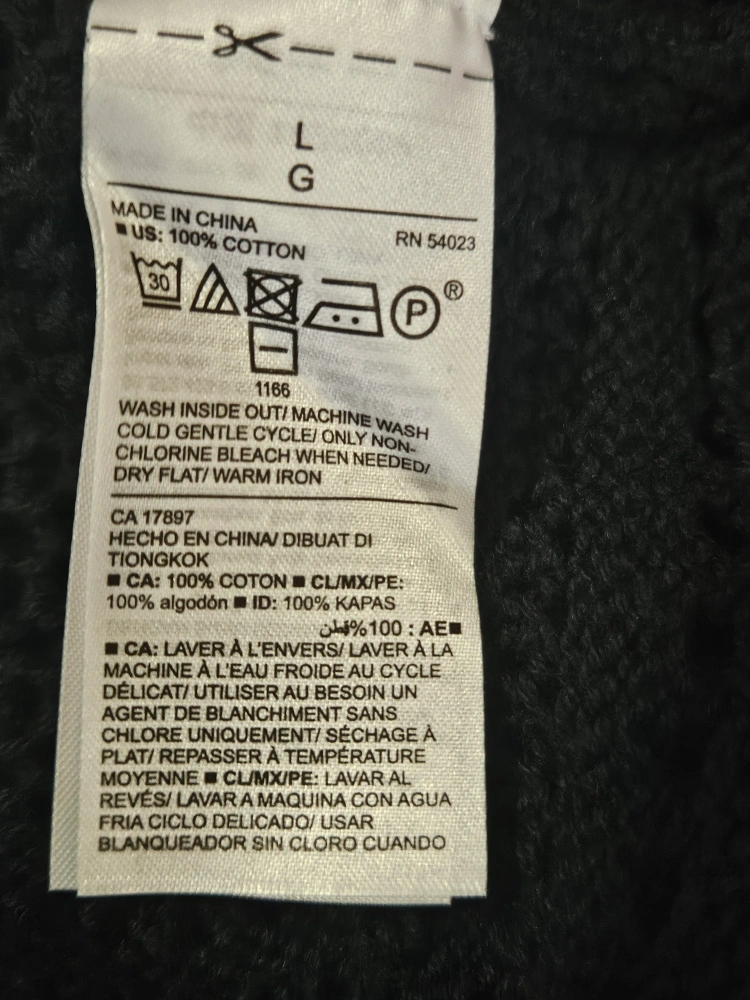 L
G
MADE IN CHINA
■ US: 100% COTTON
RN 54023
30
P ®
1166
WASH INSIDE OUT/ MACHINE WASH
COLD GENTLE CYCLE/ ONLY NON-
CHLORINE BLEACH WHEN NEEDED/
DRY FLAT/ WARM IRON
CA 17897
HECHO EN CHINA/ DIBUAT DI
TIONGKOK
■ CA: 100% COTON ■ CL/MX/PE:
100% algodón ■ ID: 100% KAPAS
■AE : 100% قطن
■ CA: LAVER À L'ENVERS/ LAVER À LA
MACHINE À L'EAU FROIDE AU CYCLE
DÉLICAT/ UTILISER AU BESOIN UN
AGENT DE BLANCHIMENT SANS
CHLORE UNIQUEMENT/ SÉCHAGE À
PLAT/ REPASSER À TEMPÉRATURE
MOYENNE ■ CL/MX/PE: LAVAR AL
REVÉS/ LAVAR A MAQUINA CON AGUA
FRIA CICLO DELICADO/ USAR
BLANQUEADOR SIN CLORO CUANDO